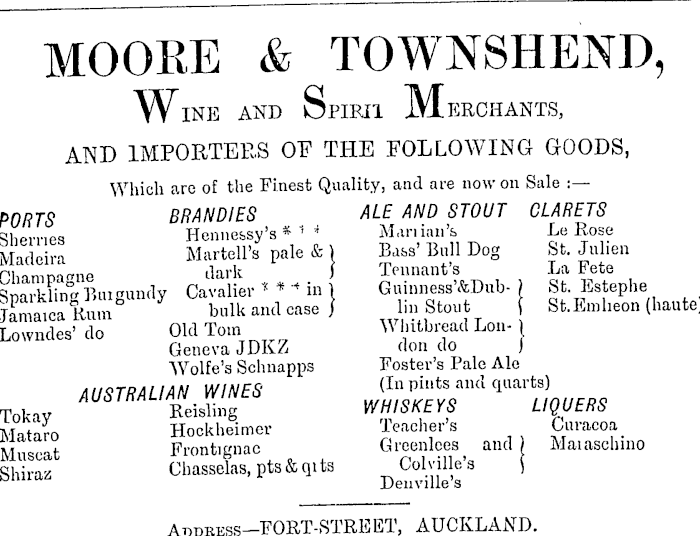 MOORE & TOWNSHEND,
WINE AND SPIRIT MERCHANTS,
AND IMPORTERS OF THE FOLLOWING GOODS,
Which are of the Finest Quality, and are now on Sale :—
PORTS
Sherries
Madeira
Champagne
Sparkling Burgundy
Jamaica Rum
Lowndes' do
BRANDIES
Hennessy's * * *
Martell's pale &
dark
Cavalier * * * in
bulk and case
Old Tom
Geneva JDKZ
Wolfe's Schnapps
AUSTRALIAN WINES
Tokay
Mataro
Muscat
Shiraz
Reisling
Hockheimer
Frontignac
Chasselas, pts & qrts
ALE AND STOUT
Marrian's
Bass' Bull Dog
Tennant's
Guinness'&Dub-
lin Stout
Whitbread Lon-
don do
Foster's Pale Ale
(In pints and quarts)
WHISKEYS
Teacher's
Greenlees and
Colville's
Denville's
CLARETS
Le Rose
St. Julien
La Fete
St. Estephe
St.Emlieon (haute)
LIQUERS
Curacoa
Maraschino
ADDRESS—FORT-STREET, AUCKLAND.